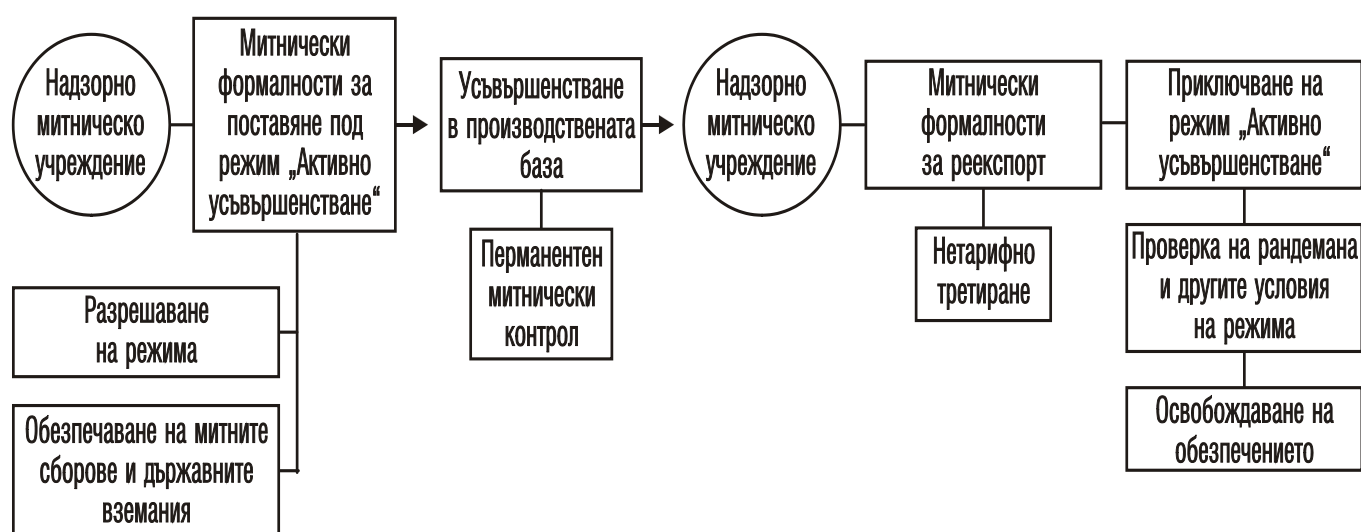 Надзорно
митническо
учреждение
Митнически
формалности за
поставяне под
режим „Активно
усъвършенстване“
Разрешаване
на режима
Обезпечаване на митните
сборове и държавните
вземания
Усъвършенстване
в производствената
база
Перманентен
митнически
контрол
Надзорно
митническо
учреждение
Митнически
формалности
за реекспорт
Нетарифно
третиране
Приключване на
режим „Активно
усъвършенстване“
Проверка на рандемана
и другите условия
на режима
Освобождаване на
обезпечението